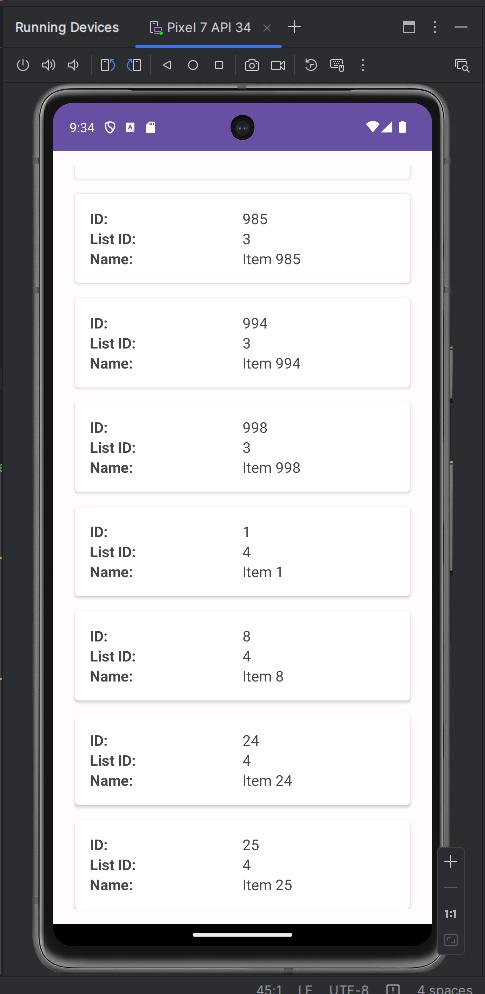 Running Devices Pixel 7 API 34
9:34
ID: 985
List ID: 3
Name: Item 985
ID: 994
List ID: 3
Name: Item 994
ID: 998
List ID: 3
Name: Item 998
ID: 1
List ID: 4
Name: Item 1
ID: 8
List ID: 4
Name: Item 8
ID: 24
List ID: 4
Name: Item 24
ID: 25
List ID: 4
Name: Item 25
1:1
45:1 LF UTF-8 4 spaces